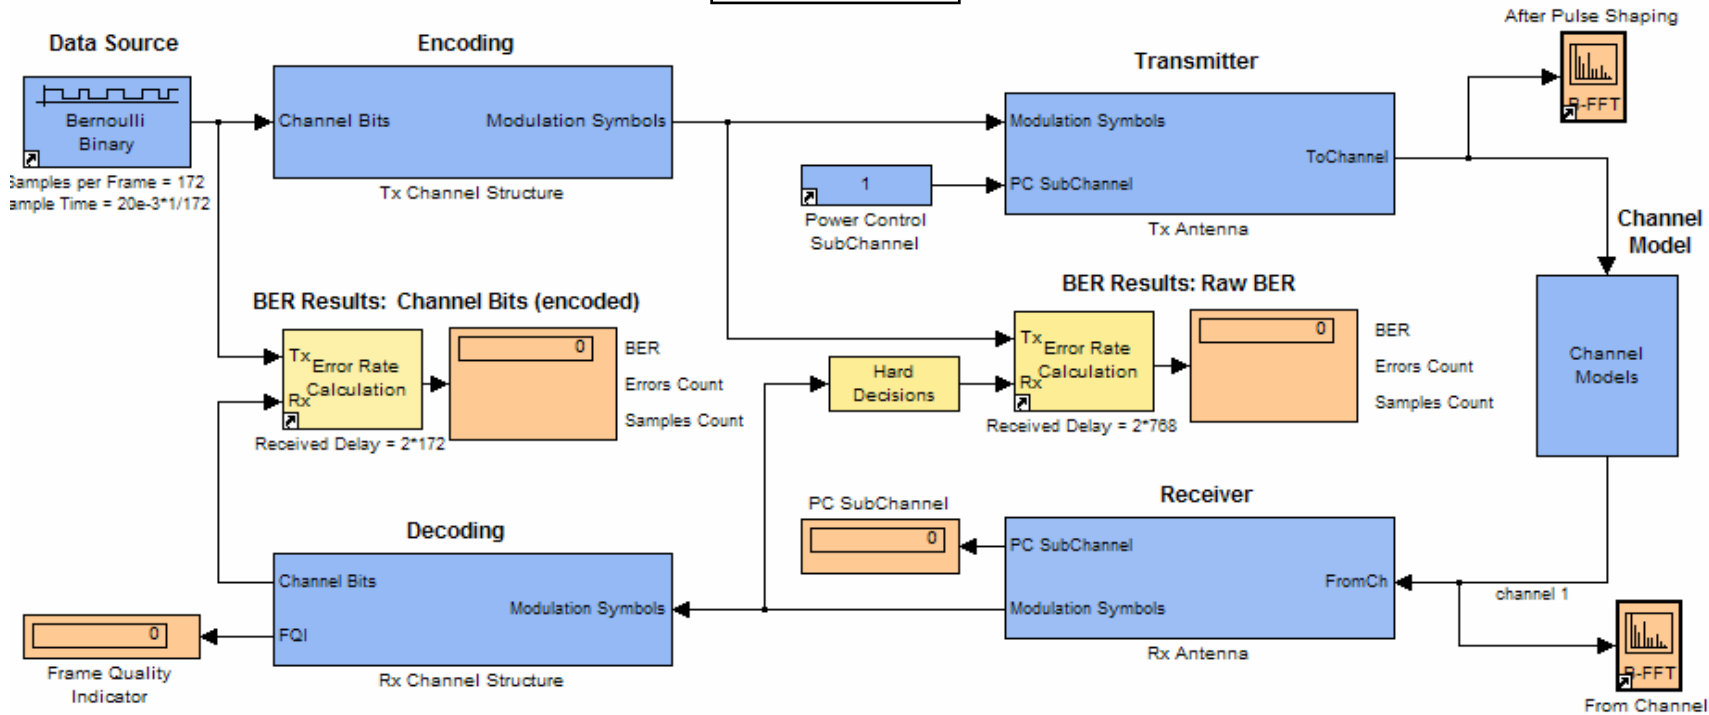 After Pulse Shaping
Data Source
Encoding
Transmitter
Bernoulli
Binary
Channel Bits
Modulation Symbols
Modulation Symbols
ToChannel
PC SubChannel
-FFT
Samples per Frame = 172
ample Time = 20e-3*1/172
Tx Channel Structure
1
Power Control
SubChannel
Tx Antenna
Channel
Model
BER Results: Channel Bits (encoded)
BER Results: Raw BER
Tx
Error Rate
Calculation
Rx
0
BER
Errors Count
Samples Count
Received Delay = 2*172
Hard
Decisions
Tx
Error Rate
Calculation
Rx
0
BER
Errors Count
Samples Count
Received Delay = 2*768
Channel
Models
Decoding
PC SubChannel
0
Receiver
Channel Bits
Modulation Symbols
FQI
PC SubChannel
FromCh
Modulation Symbols
channel 1
0
Frame Quality
Indicator
Rx Channel Structure
Rx Antenna
-FFT
From Channel